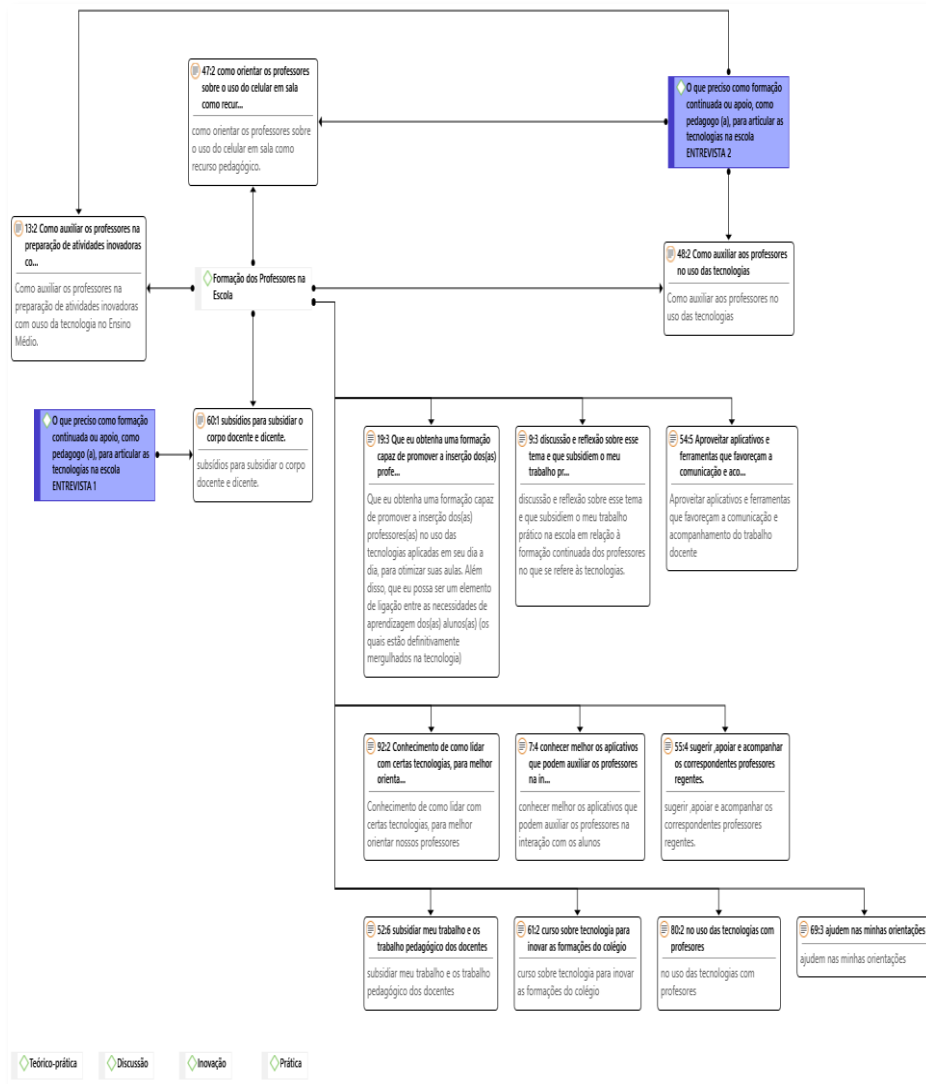 47:2 como orientar os professores
sobre o uso do celular em sala
como recur...
como orientar os professores sobre
o uso do celular em sala como
recurso pedagógico.
O que preciso como formação
continuada ou apoio, como
pedagogo (a), para articular as
tecnologias na escola
ENTREVISTA 2
13:2 Como auxiliar os professores na
preparação de atividades inovadoras
co...
Como auxiliar os professores na
preparação de atividades inovadoras
com ouso da tecnologia no Ensino
Médio.
Formação dos Professores na
Escola
48:2 Como auxiliar aos professores
no uso das tecnologias
Como auxiliar aos professores no
uso das tecnologias
O que preciso como formação
continuada ou apoio, como
pedagogo (a), para articular as
tecnologias na escola
ENTREVISTA 1
60:1 subsídios para subsidiar o
corpo docente e dicente.
subsídios para subsidiar o corpo
docente e dicente.
19:3 Que eu obtenha uma formação
capaz de promover a inserção dos(as)
profe...
Que eu obtenha uma formação capaz
de promover a inserção dos(as)
professores(as) no uso das
tecnologias aplicadas em seu dia a
dia, para otimizar suas aulas. Além
disso, que eu possa ser um elemento
de ligação entre as necessidades de
aprendizagem dos(as) alunos(as) (os
quais estão definitivamente
mergulhados na tecnologia)
9:3 discussão e reflexão sobre esse
tema e que subsidiem o meu
trabalho pr...
discussão e reflexão sobre esse tema
e que subsidiem o meu trabalho
prático na escola em relação à
formação continuada dos professores
no que se refere às tecnologias.
54:5 Aproveitar aplicativos e
ferramentas que favoreçam a
comunicação e aco...
Aproveitar aplicativos e ferramentas
que favoreçam a comunicação e
acompanhamento do trabalho
docente
92:2 Conhecimento de como lidar
com certas tecnologias, para melhor
orienta...
Conhecimento de como lidar com
certas tecnologias, para melhor
orientar nossos professores
7:4 conhecer melhor os aplicativos
que podem auxiliar os professores
na in...
conhecer melhor os aplicativos que
podem auxiliar os professores na
interação com os alunos
55:4 sugerir ,apoiar e acompanhar
os correspondentes professores
regentes.
sugerir ,apoiar e acompanhar os
correspondentes professores
regentes.
52:6 subsidiar meu trabalho e os
trabalho pedagógico dos docentes
subsidiar meu trabalho e os trabalho
pedagógico dos docentes
61:2 curso sobre tecnologia para
inovar as formações do colégio
curso sobre tecnologia para inovar
as formações do colégio
80:2 no uso das tecnologias com
profesores
no uso das tecnologias com
profesores
69:3 ajudem nas minhas orientações
ajudem nas minhas orientações
Teórico-prática
Discussão
Inovação
Prática